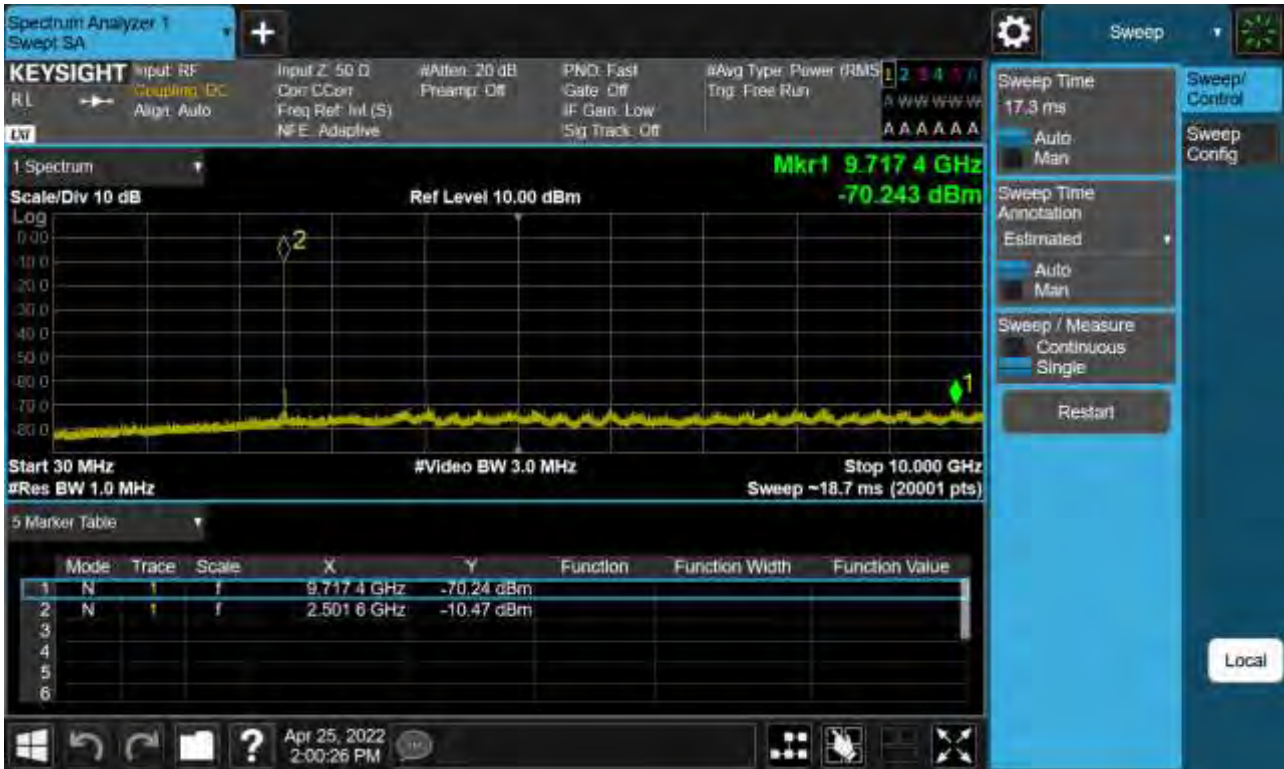 Spectrum Analyzer 1
Swept SA
+
Sweep
KEYSIGHT Input: RF
RL Coupling: DC
Align: Auto
Input Z: 50 Ω
Corr CCorr
Freq Ref: Int (S)
NFE: Adaptive
#Atten: 20 dB
Preamp: Off
PNO: Fast
Gate: Off
IF Gain: Low
Sig Track: Off
#Avg Type: Power (RMS
Trig: Free Run
1 2 3 4 5 6
A W W W W W
A A A A A A
1 Spectrum
Scale/Div 10 dB
Ref Level 10.00 dBm
Mkr1 9.717 4 GHz
-70.243 dBm
Log
0.00
-10.0
-20.0
-30.0
-40.0
-50.0
-60.0
-70.0
-80.0
2
1
Start 30 MHz
#Res BW 1.0 MHz
#Video BW 3.0 MHz
Stop 10.000 GHz
Sweep ~18.7 ms (20001 pts)
5 Marker Table
Mode Trace Scale X Y Function Function Width Function Value
1 N 1 f 9.717 4 GHz -70.24 dBm
2 N 1 f 2.501 6 GHz -10.47 dBm
3
4
5
6
Sweep Time
17.3 ms
Auto
Man
Sweep Time
Annotation
Estimated
Auto
Man
Sweep / Measure
Continuous
Single
Restart
Sweep/
Control
Sweep
Config
Local
?
Apr 25, 2022
2:00:26 PM